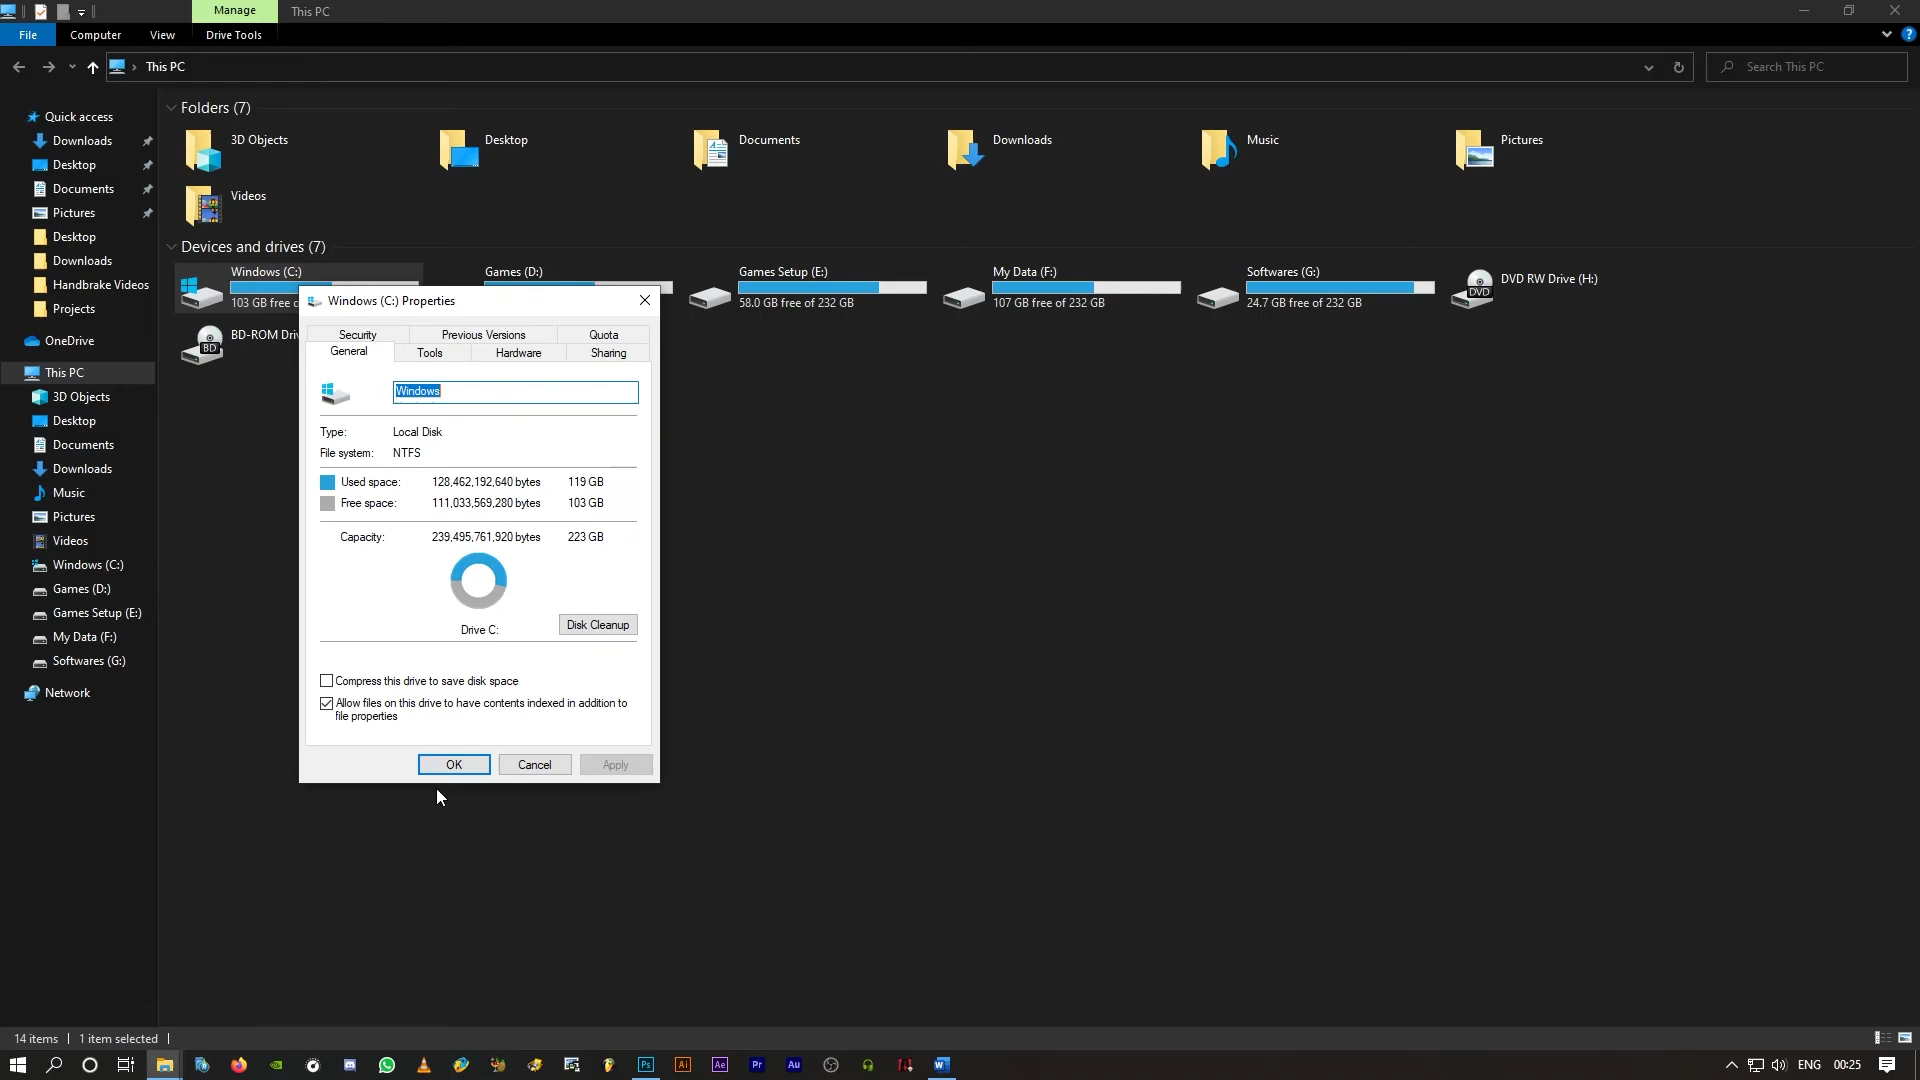 Manage
This PC
File
Computer
View
Drive Tools
This PC
Search This PC
Quick access
Downloads
Desktop
Documents
Pictures
Desktop
Downloads
Handbrake Videos
Projects
OneDrive
This PC
3D Objects
Desktop
Documents
Downloads
Music
Pictures
Videos
Windows (C:)
Games (D:)
Games Setup (E:)
My Data (F:)
Softwares (G:)
Network
Folders (7)
3D Objects
Desktop
Documents
Downloads
Music
Pictures
Videos
Devices and drives (7)
Windows (C:)
103 GB free
Games (D:)
Games Setup (E:)
58.0 GB free of 232 GB
My Data (F:)
107 GB free of 232 GB
Softwares (G:)
24.7 GB free of 232 GB
DVD
DVD RW Drive (H:)
BD
BD-ROM
Windows (C:) Properties
Security
Previous Versions
Quota
General
Tools
Hardware
Sharing
Windows
Type: Local Disk
File system: NTFS
Used space: 128,462,192,640 bytes 119 GB
Free space: 111,033,569,280 bytes 103 GB
Capacity: 239,495,761,920 bytes 223 GB
Drive C:
Disk Cleanup
Compress this drive to save disk space
Allow files on this drive to have contents indexed in addition to
file properties
OK
Cancel
Apply
14 items
1 item selected
Ps
Ai
Ae
Pr
Au
W
ENG
00:25